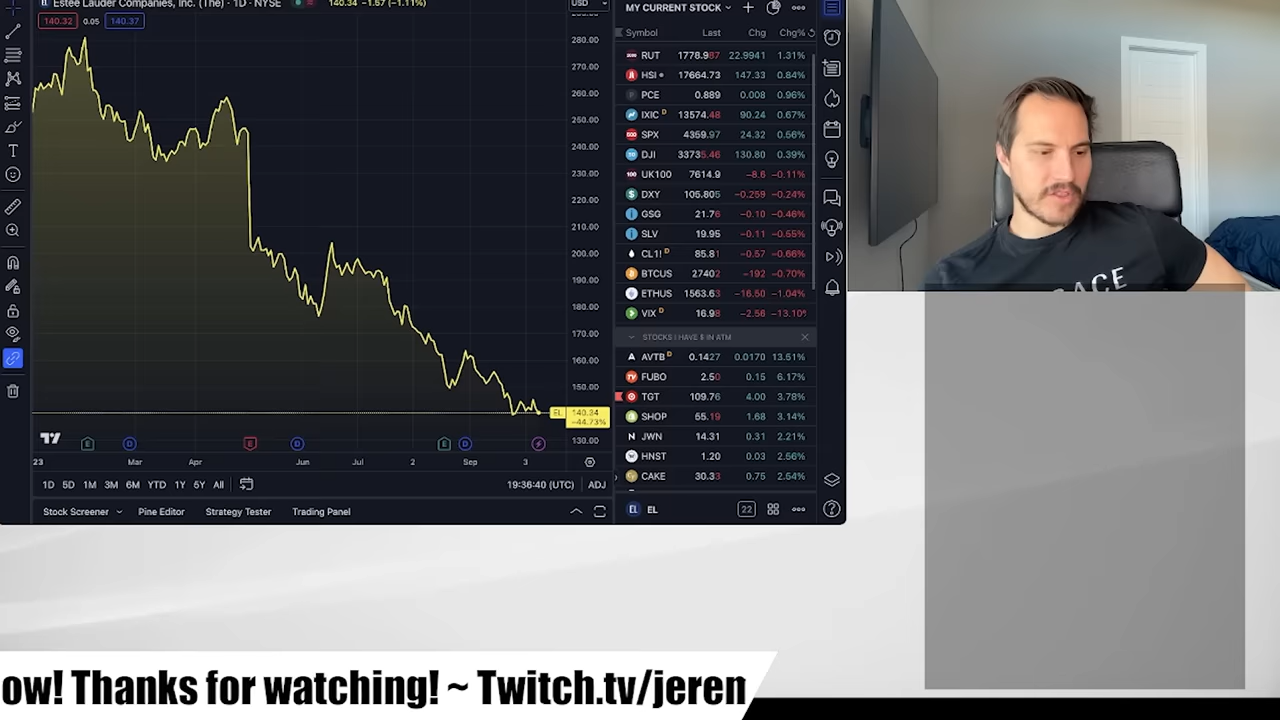 Estee Lauder Companies, Inc. (The) · 1D · NYSE 140.34 −1.57 (−1.11%) USD
140.32 0.05 140.37
280.00
270.00
260.00
250.00
240.00
230.00
220.00
210.00
200.00
190.00
180.00
170.00
160.00
150.00
EL 140.34
−44.73%
130.00
E D E D E D
23 Mar Apr Jun Jul 2 Sep 3
1D 5D 1M 3M 6M YTD 1Y 5Y All 19:36:40 (UTC) ADJ
Stock Screener Pine Editor Strategy Tester Trading Panel
MY CURRENT STOCK
Symbol Last Chg Chg%
RUT 1778.987 22.9941 1.31%
HSI 17664.73 147.33 0.84%
PCE 0.889 0.008 0.96%
IXIC D 13574.48 90.24 0.67%
SPX 4359.97 24.32 0.56%
DJI 33735.46 130.80 0.39%
UK100 7614.9 −8.6 −0.11%
DXY 105.805 −0.259 −0.24%
GSG 21.76 −0.10 −0.46%
SLV 19.95 −0.11 −0.55%
CL1! D 85.81 −0.57 −0.66%
BTCUS 27402 −192 −0.70%
ETHUS 1563.63 −16.50 −1.04%
VIX D 16.98 −2.56 −13.10%
STOCKS I HAVE $ IN ATM
AVTB D 0.1427 0.0170 13.51%
FUBO 2.50 0.15 6.17%
TGT 109.76 4.00 3.78%
SHOP 55.19 1.68 3.14%
JWN 14.31 0.31 2.21%
HNST 1.20 0.03 2.56%
CAKE 30.33 0.75 2.54%
EL 22
ACE
ow! Thanks for watching! ~ Twitch.tv/jeren